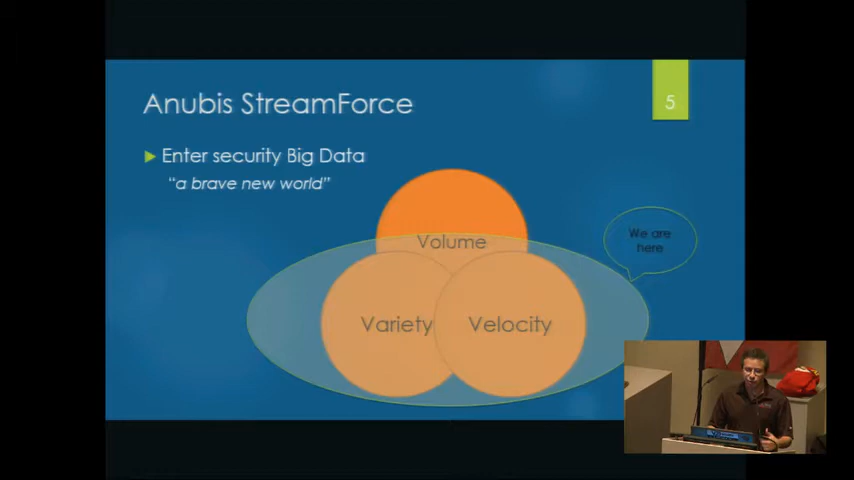 Anubis StreamForce
5
Enter security Big Data
“a brave new world”
We are
here
Volume
Variety
Velocity